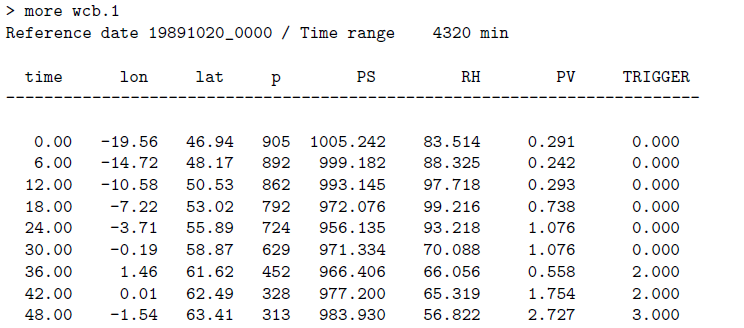 > more wcb.1
Reference date 19891020_0000 / Time range    4320 min
time      lon     lat     p        PS         RH        PV     TRIGGER
-------------------------------------------------------------------------
0.00   -19.56   46.94   905  1005.242    83.514     0.291      0.000
6.00   -14.72   48.17   892   999.182    88.325     0.242      0.000
12.00   -10.58   50.53   862   993.145    97.718     0.293      0.000
18.00    -7.22   53.02   792   972.076    99.216     0.738      0.000
24.00    -3.71   55.89   724   956.135    93.218     1.076      0.000
30.00    -0.19   58.87   629   971.334    70.088     1.076      0.000
36.00     1.46   61.62   452   966.406    66.056     0.558      2.000
42.00     0.01   62.49   328   977.200    65.319     1.754      2.000
48.00    -1.54   63.41   313   983.930    56.822     2.727      3.000